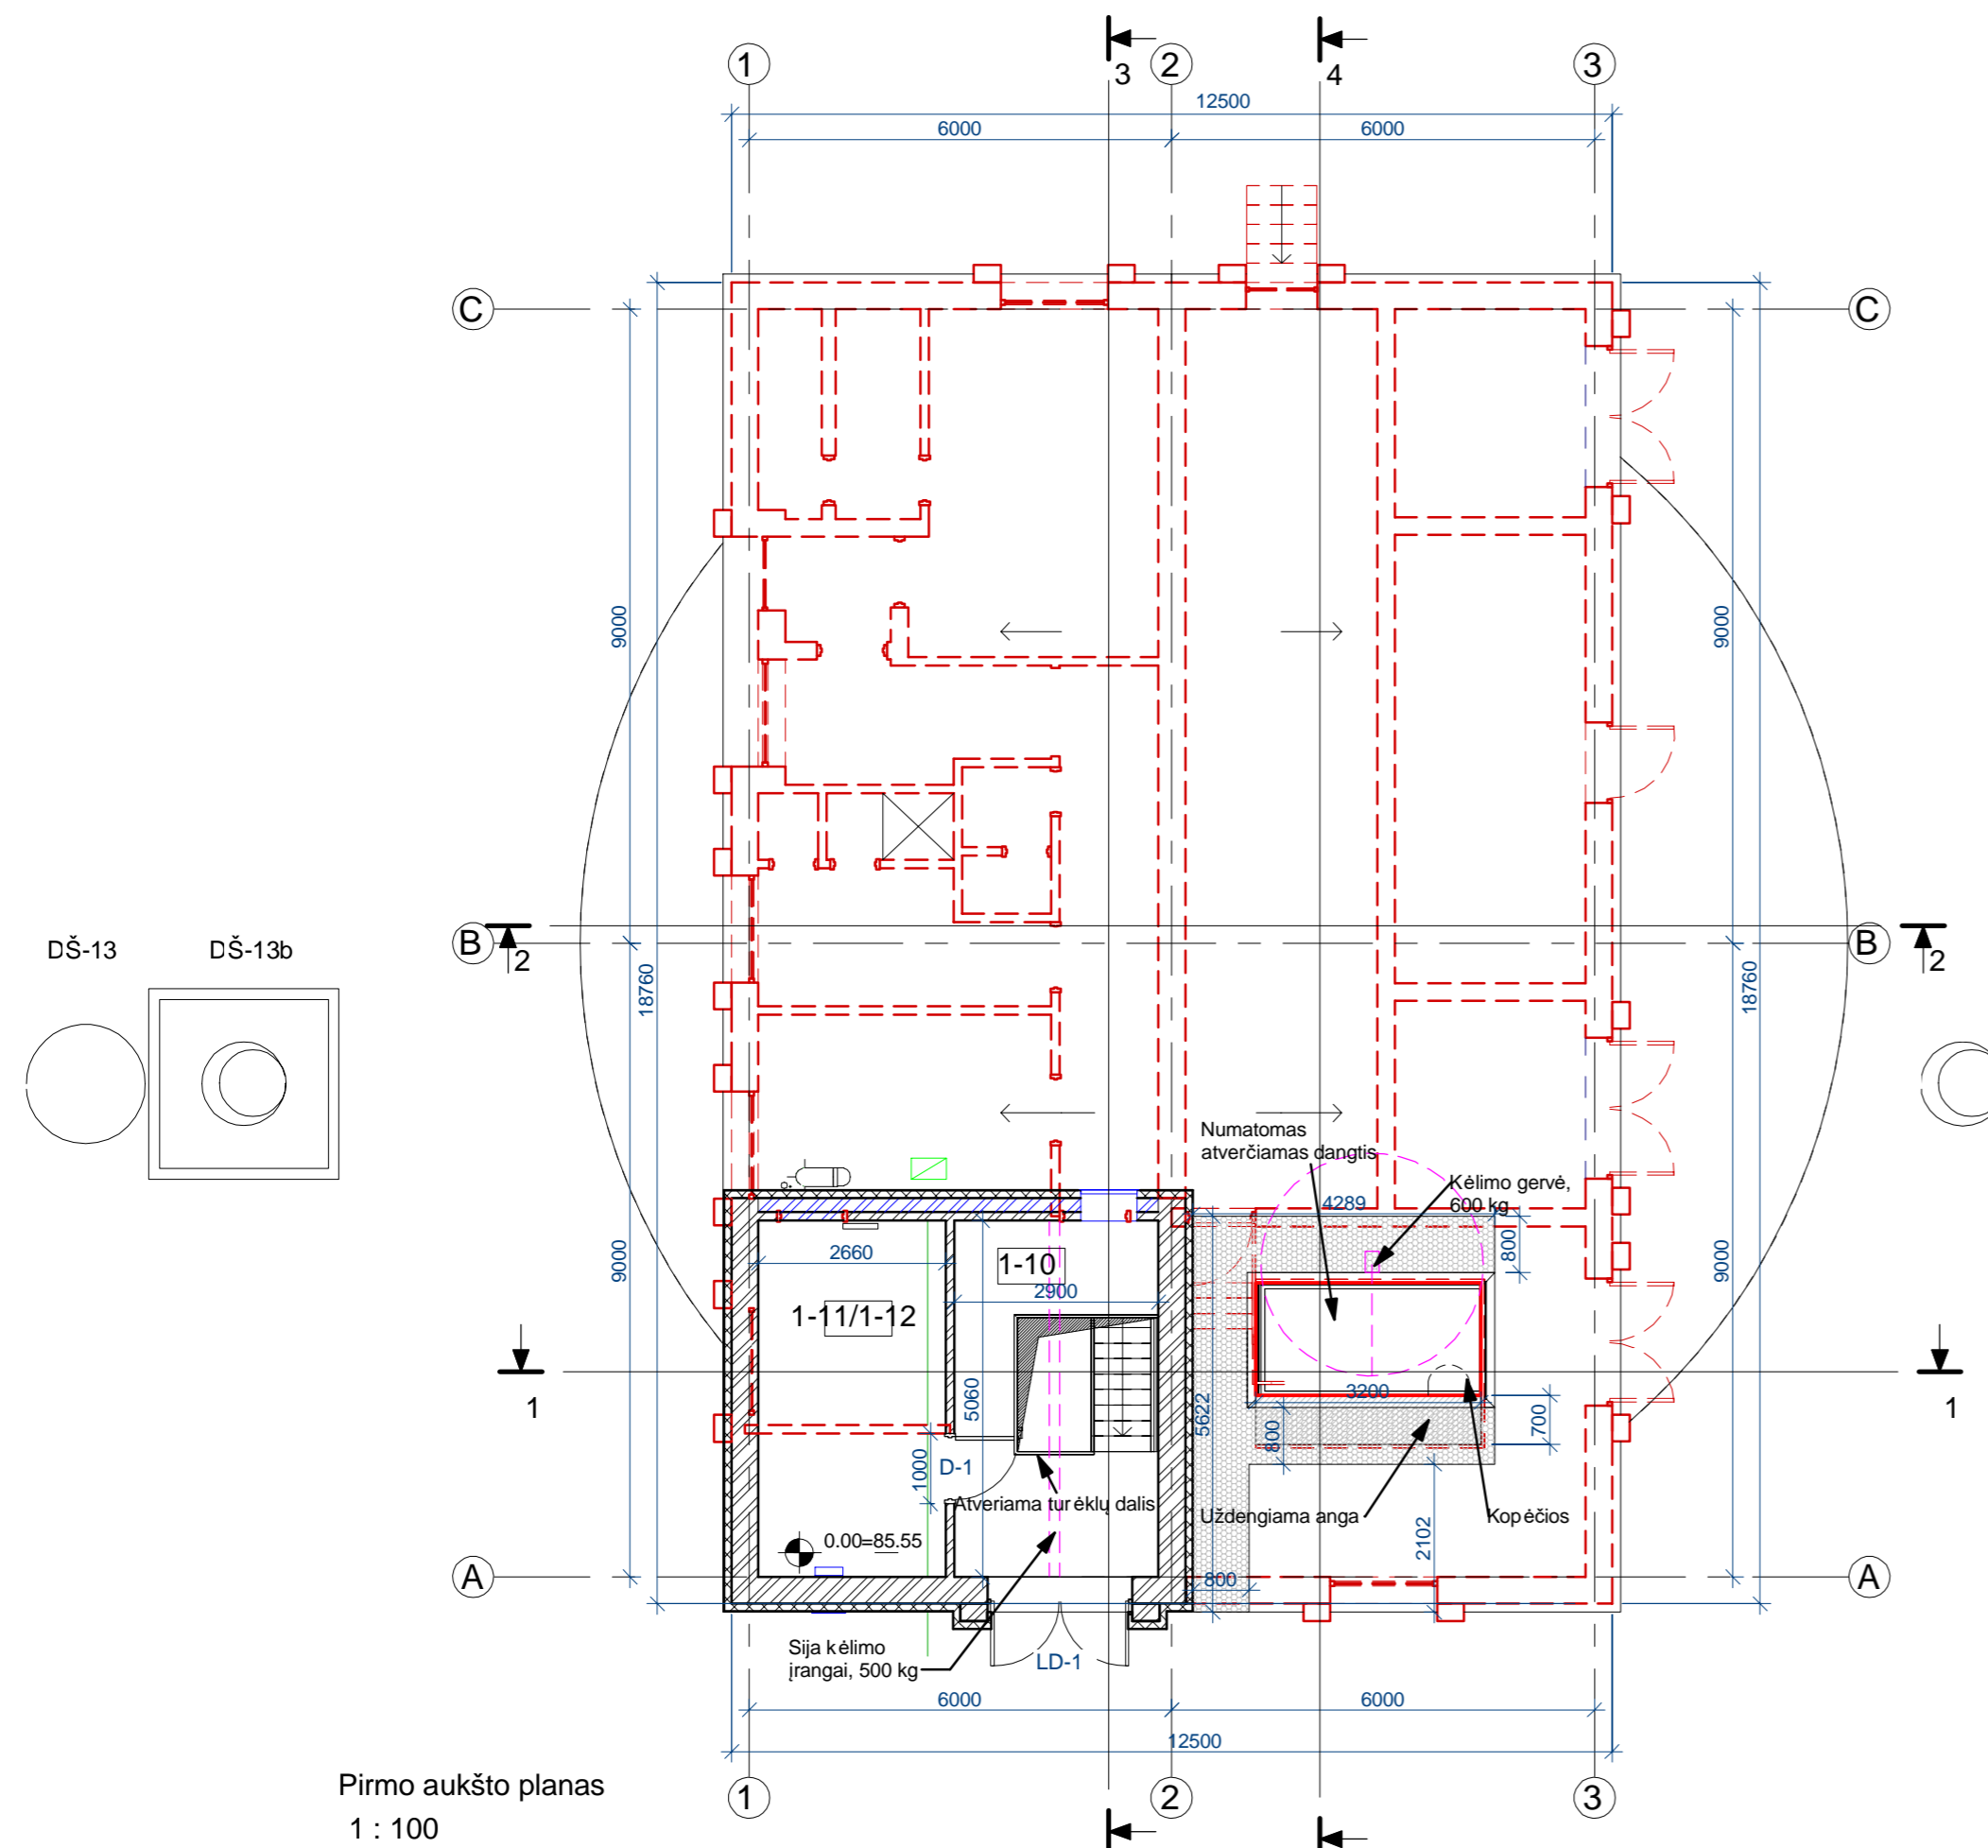 3
4
1
2
3
12500
6000
6000
C
C
9000
9000
DŠ-13
DŠ-13b
B
B
2
2
18760
18760
Numatomas
atverčiamas dangtis
Kėlimo gervė,
600 kg
4289
800
2660
1-10
2900
1-11/1-12
9000
9000
1
1
5060
5622
3200
800
700
1000
D-1
Atveriama turėklų dalis
Uždengiama anga
Kopėčios
0.00=85.55
2102
A
A
800
Sija kėlimo
įrangai, 500 kg
LD-1
6000
6000
12500
1
2
3
Pirmo aukšto planas
1 : 100